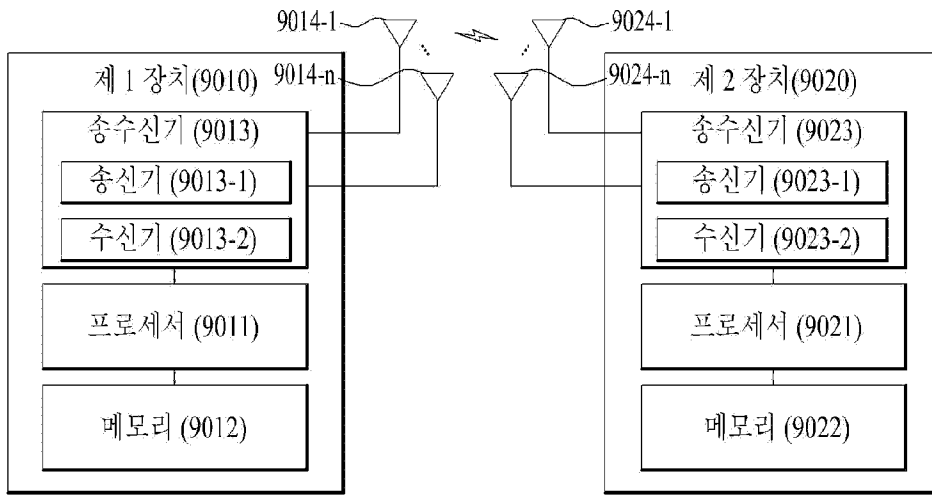 9014-1
9024-1
9014-n
9024-n
제 1 장치(9010)
송수신기 (9013)
송신기 (9013-1)
수신기 (9013-2)
프로세서 (9011)
메모리 (9012)
제 2 장치(9020)
송수신기 (9023)
송신기 (9023-1)
수신기 (9023-2)
프로세서 (9021)
메모리 (9022)